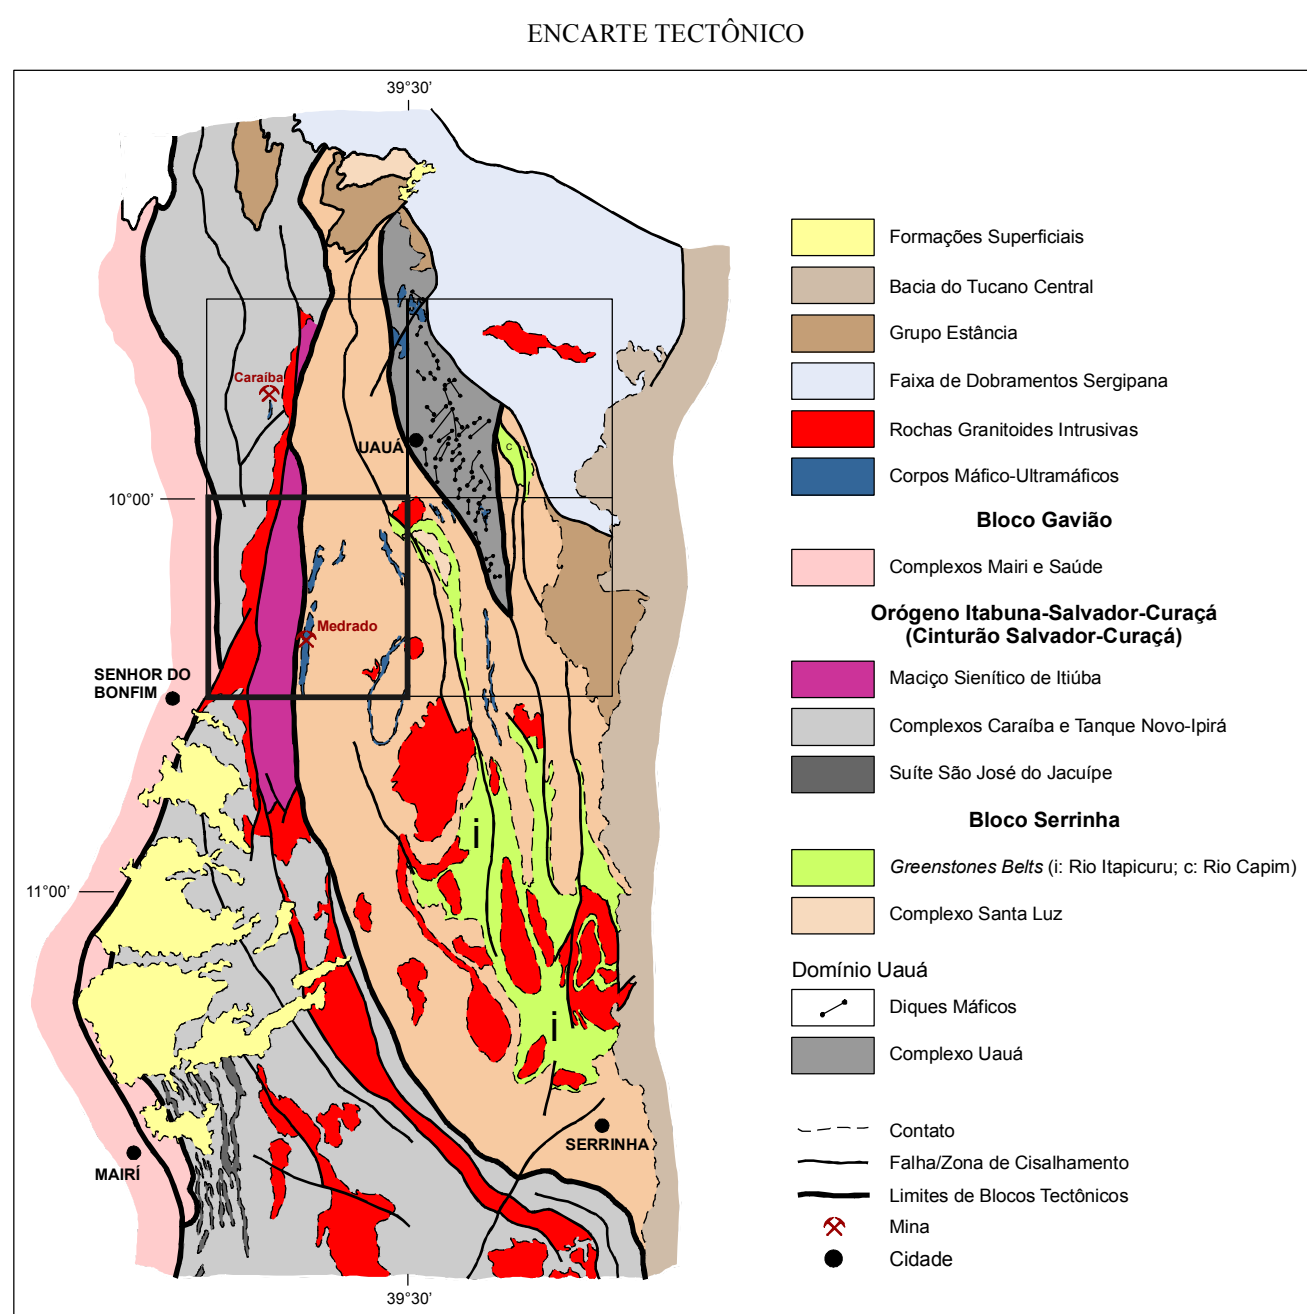 ENCARTE TECTÔNICO
39°30'
Caraíba
UAUÁ
c
10°00'
Medrado
SENHOR DO
BONFIM
i
11°00'
i
SERRINHA
MAIRÍ
39°30'
Formações Superficiais
Bacia do Tucano Central
Grupo Estância
Faixa de Dobramentos Sergipana
Rochas Granitoides Intrusivas
Corpos Máfico-Ultramáficos
Bloco Gavião
Complexos Mairi e Saúde
Orógeno Itabuna-Salvador-Curaçá
(Cinturão Salvador-Curaçá)
Maciço Sienítico de Itiúba
Complexos Caraíba e Tanque Novo-Ipirá
Suíte São José do Jacuípe
Bloco Serrinha
Greenstones Belts (i: Rio Itapicuru; c: Rio Capim)
Complexo Santa Luz
Domínio Uauá
Diques Máficos
Complexo Uauá
Contato
Falha/Zona de Cisalhamento
Limites de Blocos Tectônicos
Mina
Cidade